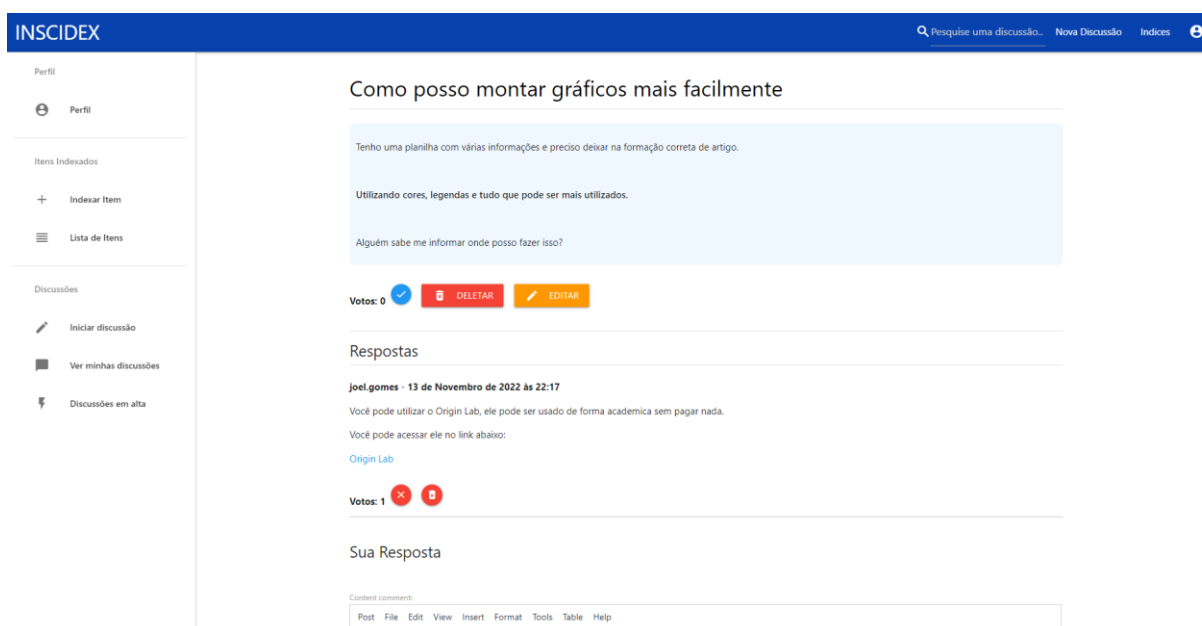 INSCIDEX
Pesquise uma discussão... Nova Discussão Indices
Perfil
Perfil
Itens Indexados
Indexar Item
Lista de Itens
Discussões
Iniciar discussão
Ver minhas discussões
Discussões em alta
Como posso montar gráficos mais facilmente
Tenho uma planilha com várias informações e preciso deixar na formação correta de artigo.
Utilizando cores, legendas e tudo que pode ser mais utilizados.
Alguém sabe me informar onde posso fazer isso?
Votos: 0 DELETAR EDITAR
Respostas
joel.gomes - 13 de Novembro de 2022 às 22:17
Você pode utilizar o Origin Lab, ele pode ser usado de forma academica sem pagar nada.
Você pode acessar ele no link abaixo:
Origin Lab
Votos: 1
Sua Resposta
Content comment:
Post File Edit View Insert Format Tools Table Help